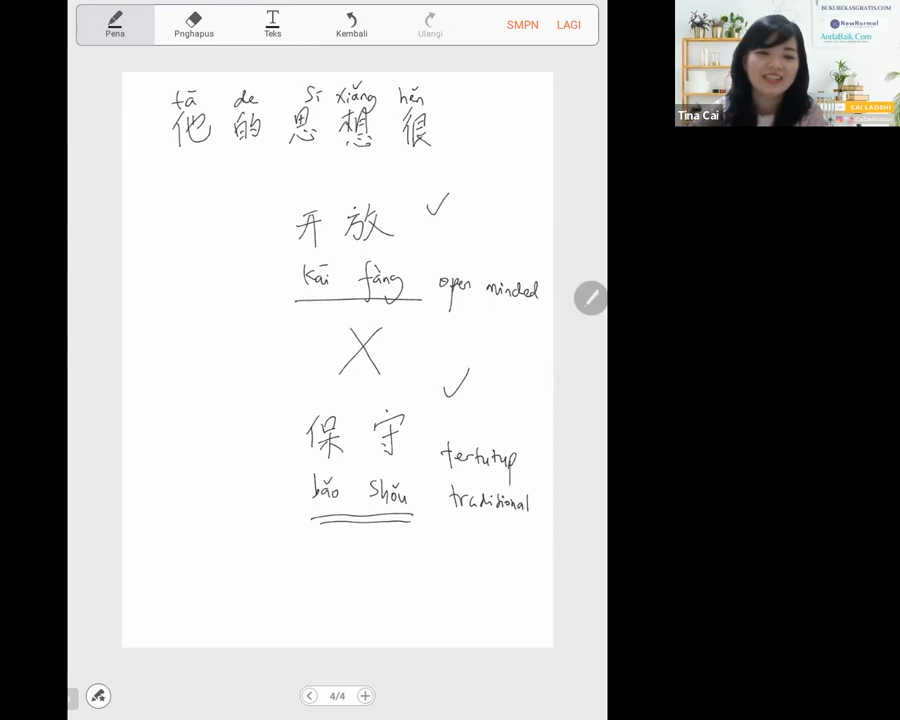 Pena
Pnghapus
Teks
Kembali
Ulangi
SMPN
LAGI
BUKUBEKASGRATIS.COM
NewNormal
AndaBaik.Com
CAI LAOSHI
Tina Cai
tā de sī xiǎng hěn
他 的 思 想 很
开 放 ✓
kāi fàng open minded
X
✓
保 守
tertutup
bǎo shǒu
traditional
4/4